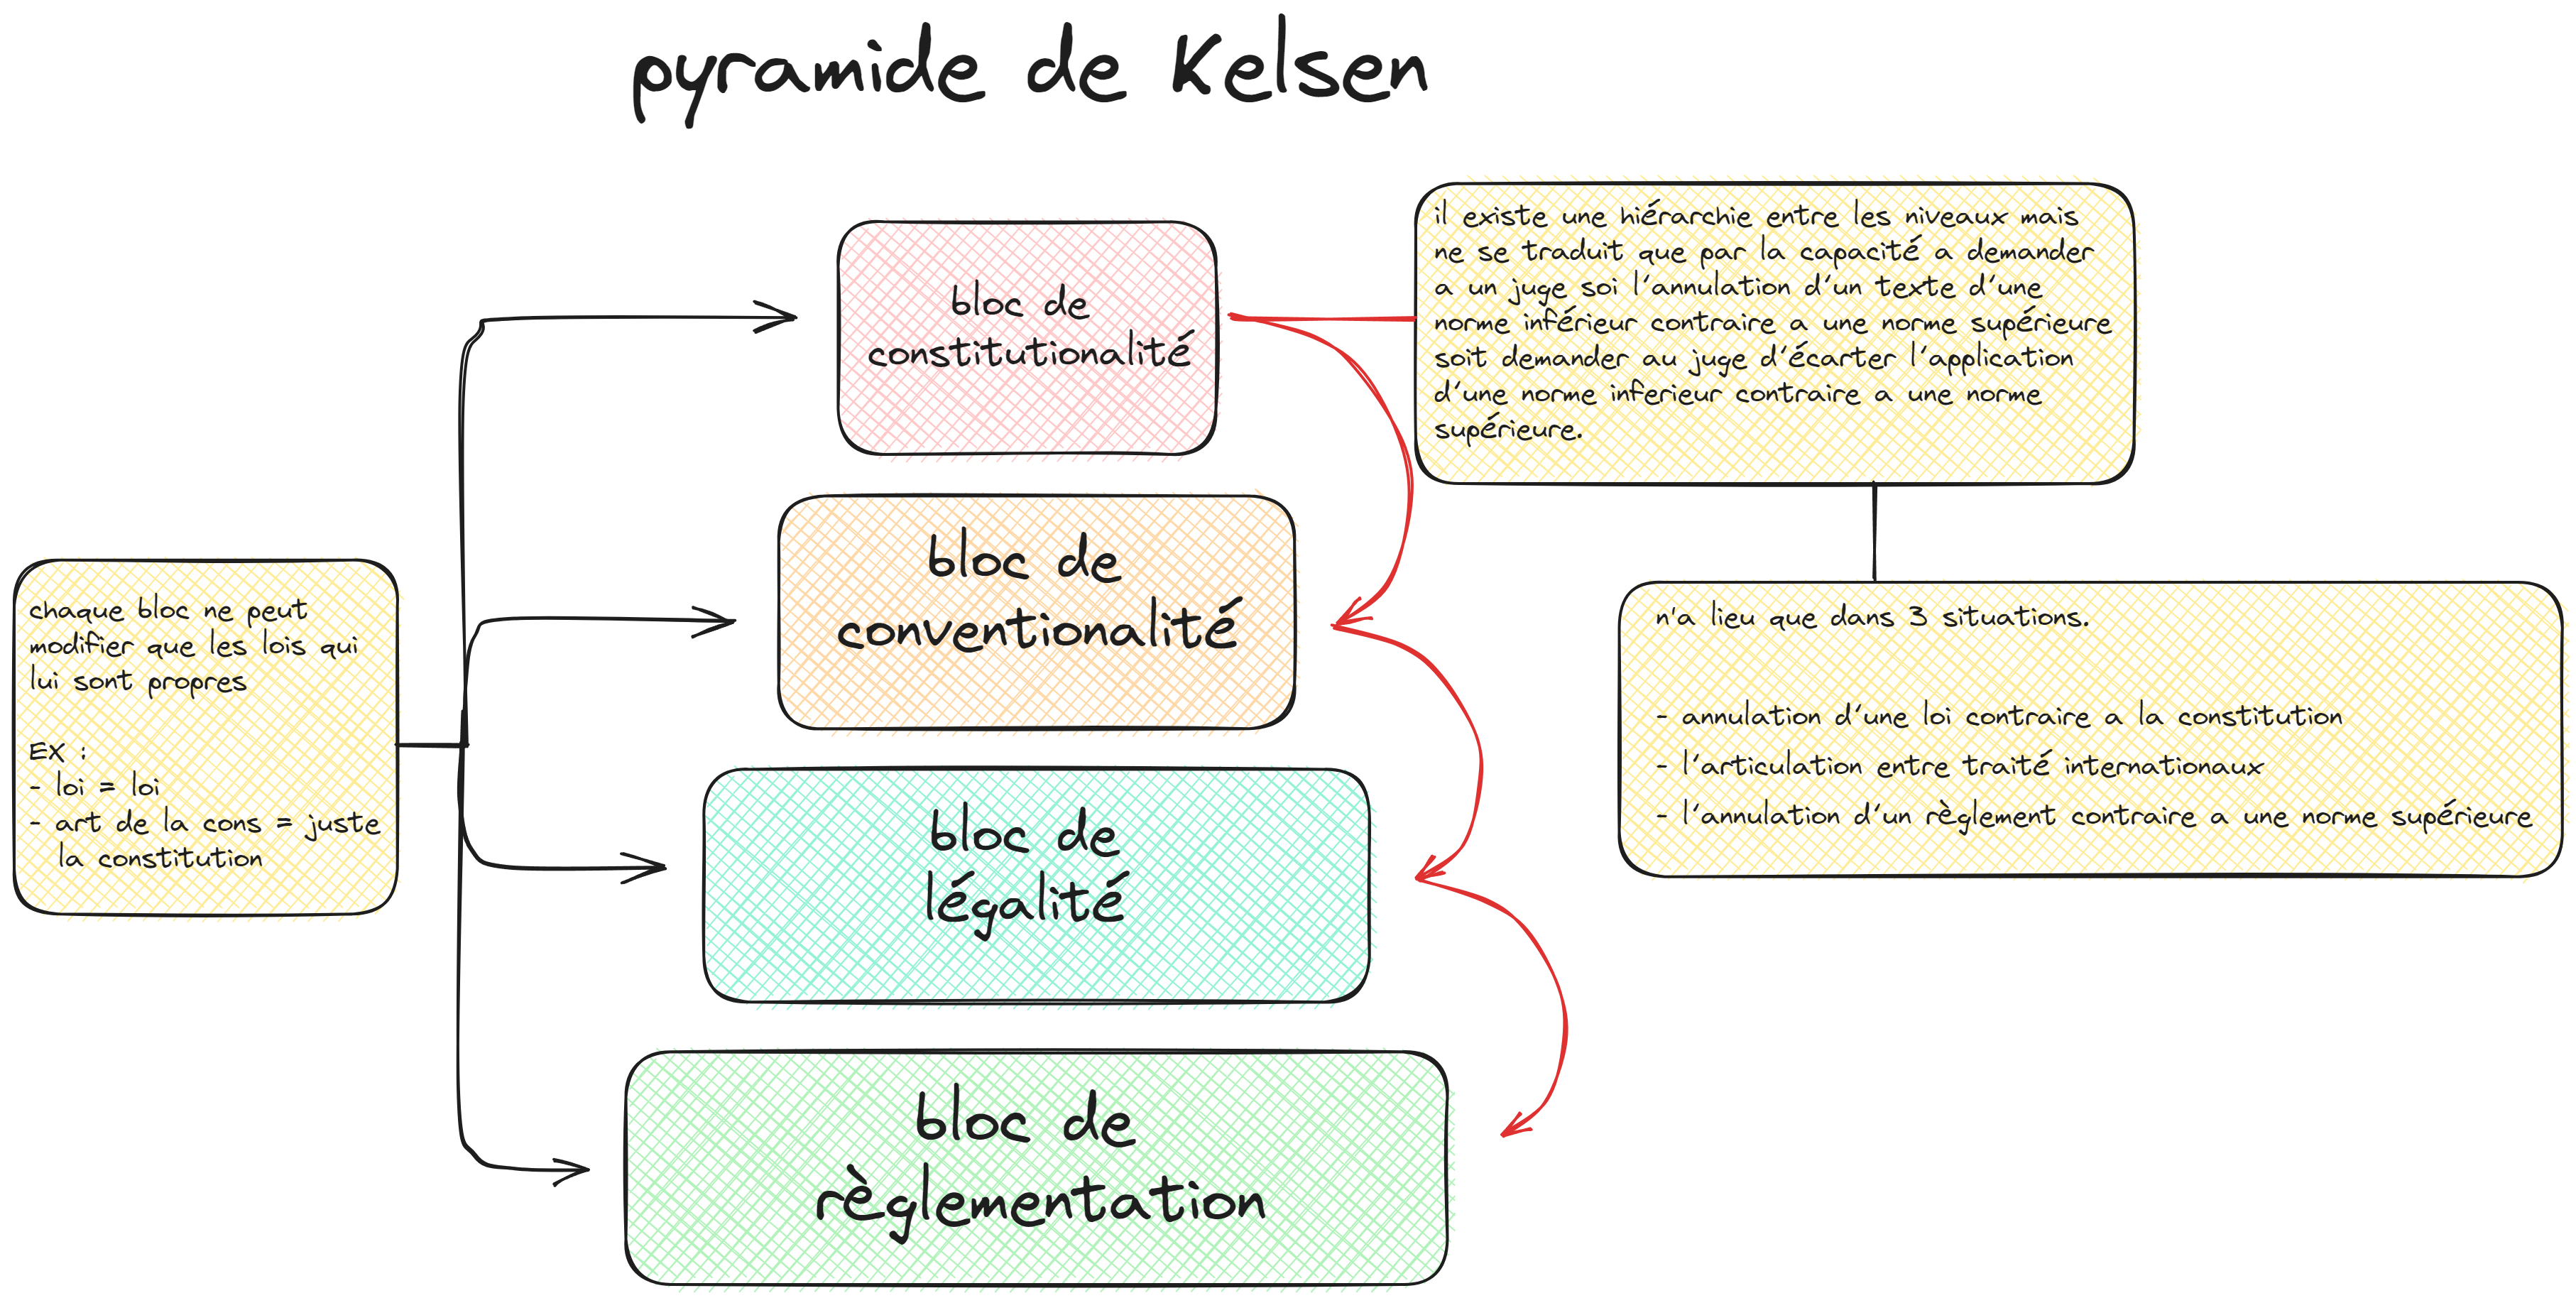 pyramide de Kelsen
il existe une hiérarchie entre les niveaux mais
ne se traduit que par la capacité a demander
a un juge soi l'annulation d'un texte d'une
norme inférieur contraire a une norme supérieure
soit demander au juge d'écarter l'application
d'une norme inferieur contraire a une norme
supérieure.
bloc de
constitutionalité
bloc de
conventionalité
chaque bloc ne peut
modifier que les lois qui
lui sont propres
EX :
- loi = loi
- art de la cons = juste
la constitution
n'a lieu que dans 3 situations.
- annulation d'une loi contraire a la constitution
- l'articulation entre traité internationaux
- l'annulation d'un règlement contraire a une norme supérieure
bloc de
légalité
bloc de
règlementation